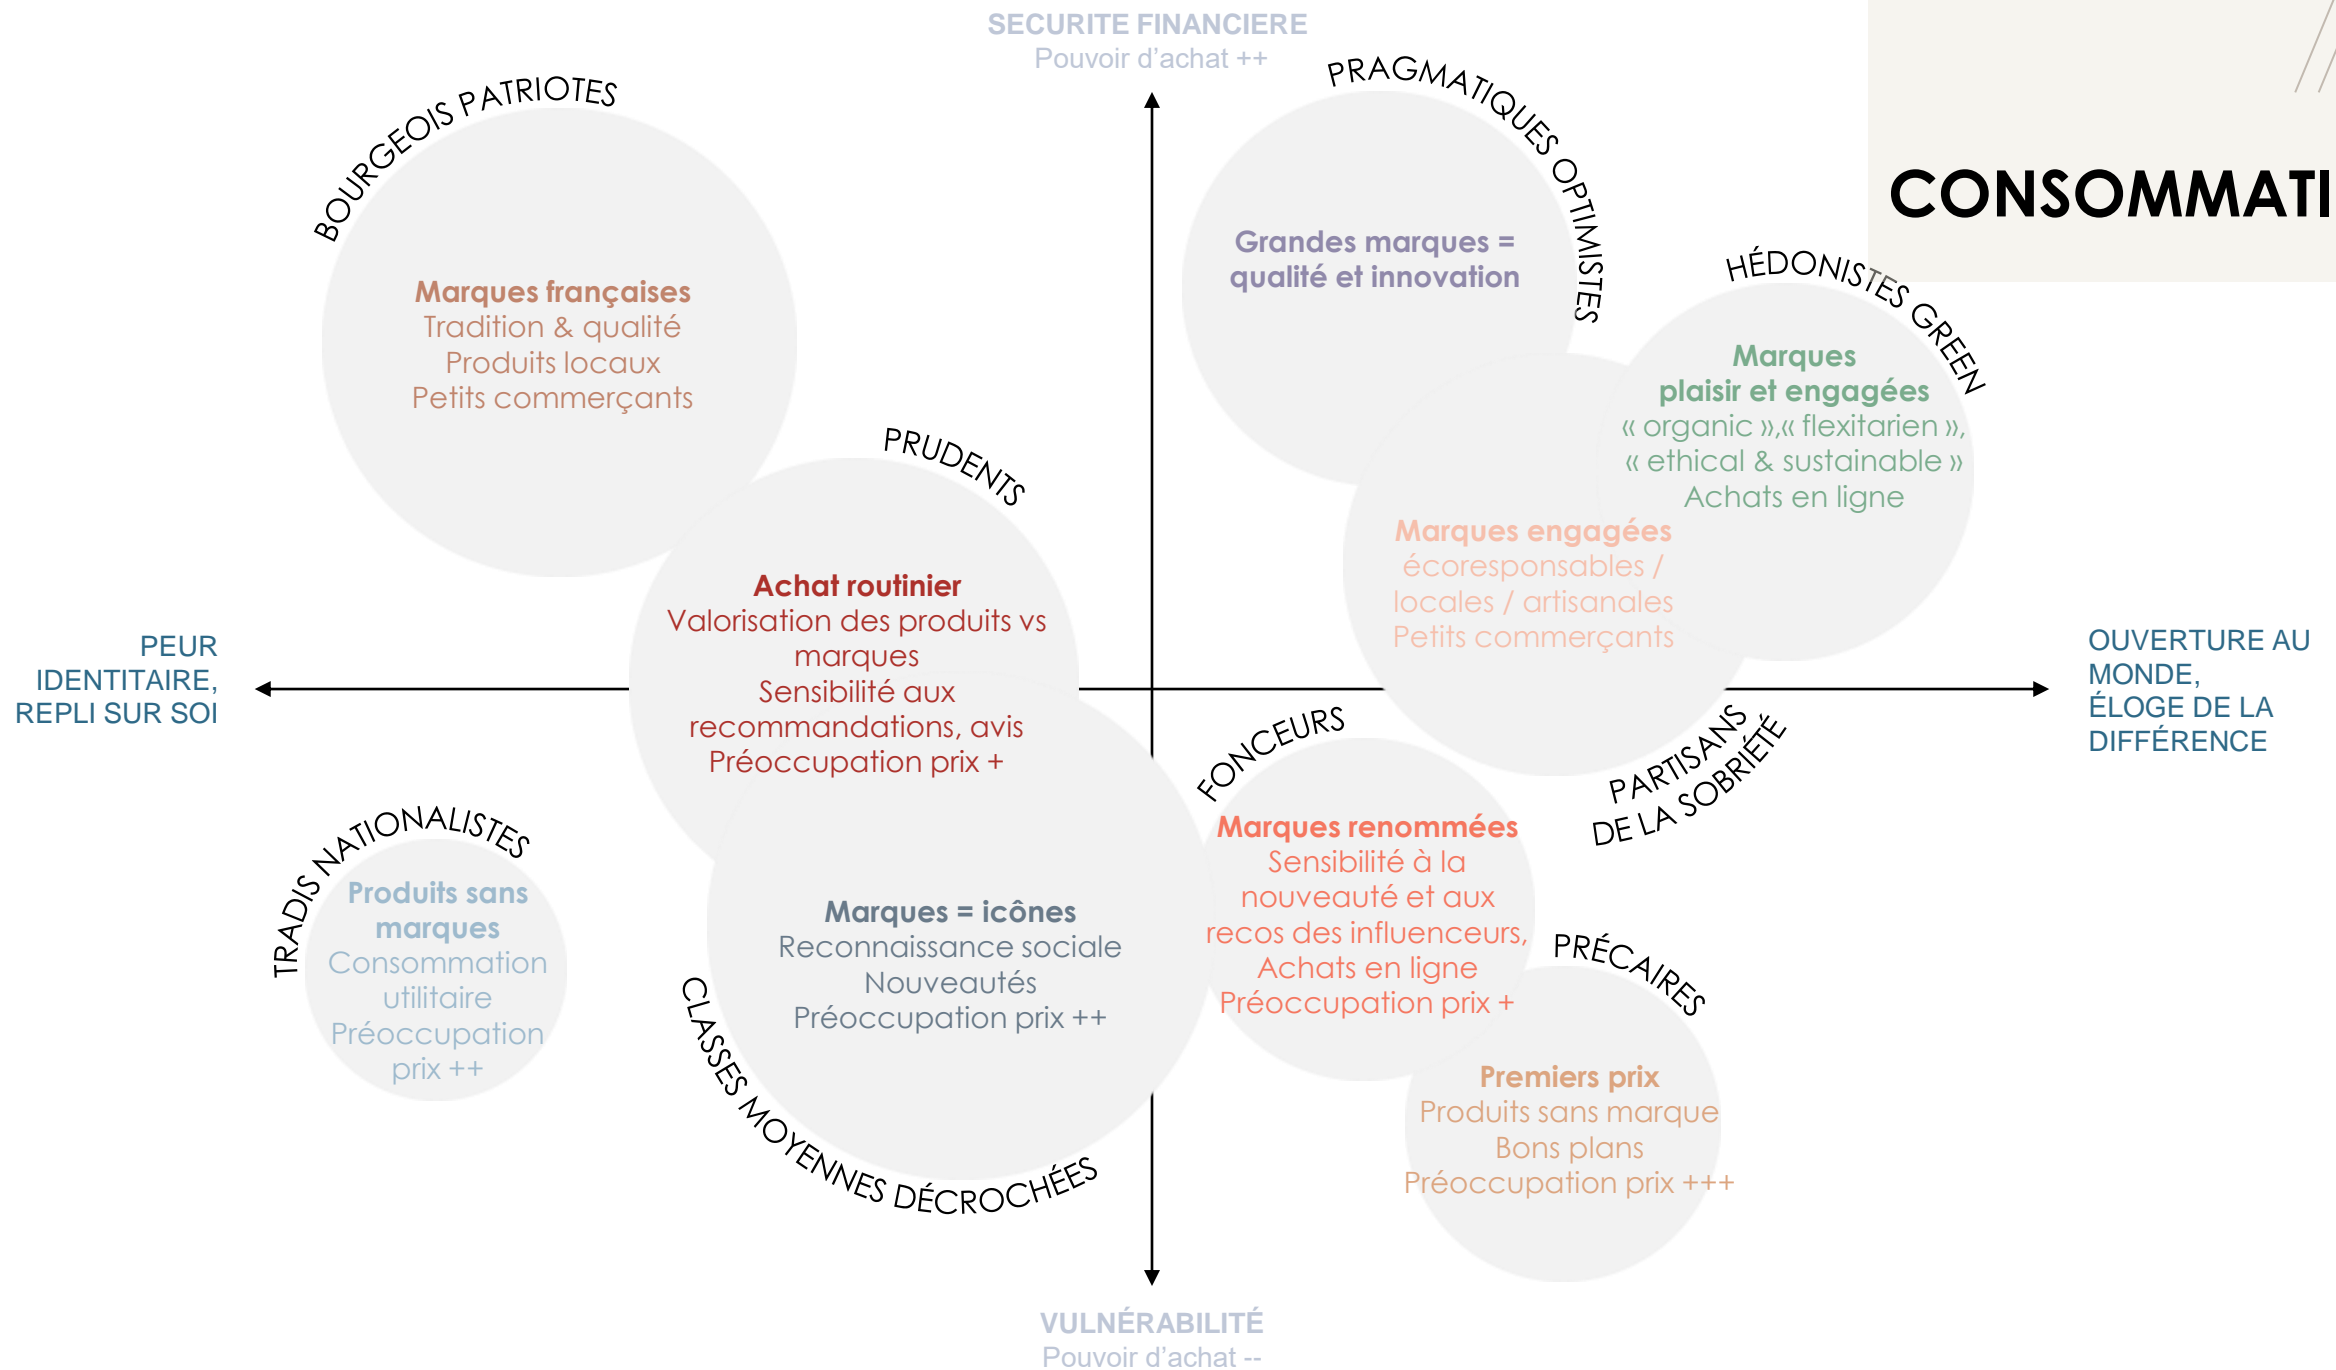 SECURITE FINANCIERE
Pouvoir d'achat ++
CONSOMMATI
BOURGEOIS PATRIOTES
Marques françaises
Tradition & qualité
Produits locaux
Petits commerçants
PRAGMATIQUES OPTIMISTES
Grandes marques =
qualité et innovation
HÉDONISTES GREEN
Marques
plaisir et engagées
« organic »,« flexitarien »,
« ethical & sustainable »
Achats en ligne
PRUDENTS
Achat routinier
Valorisation des produits vs
marques
Sensibilité aux
recommandations, avis
Préoccupation prix +
Marques engagées
écoresponsables /
locales / artisanales
Petits commerçants
PARTISANS
DE LA SOBRIÉTÉ
PEUR
IDENTITAIRE,
REPLI SUR SOI
OUVERTURE AU
MONDE,
ÉLOGE DE LA
DIFFÉRENCE
TRADIS NATIONALISTES
Produits sans
marques
Consommation
utilitaire
Préoccupation
prix ++
Marques = icônes
Reconnaissance sociale
Nouveautés
Préoccupation prix ++
CLASSES MOYENNES DÉCROCHÉES
FONCEURS
Marques renommées
Sensibilité à la
nouveauté et aux
recos des influenceurs,
Achats en ligne
Préoccupation prix +
PRÉCAIRES
Premiers prix
Produits sans marque
Bons plans
Préoccupation prix +++
VULNÉRABILITÉ
Pouvoir d'achat --